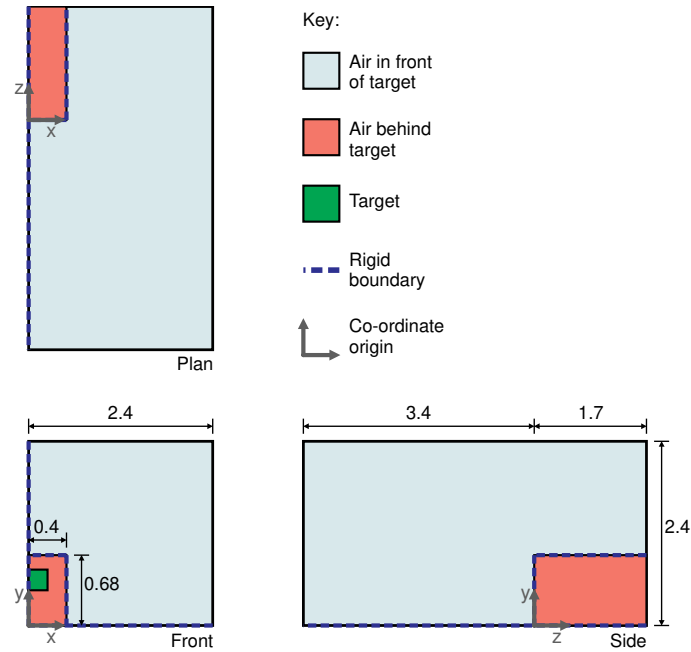 Key:
Air in front
of target
Air behind
target
Target
Rigid
boundary
Co-ordinate
origin
z
x
Plan
2.4
0.4
0.68
y
x
Front
3.4
1.7
2.4
y
z
Side